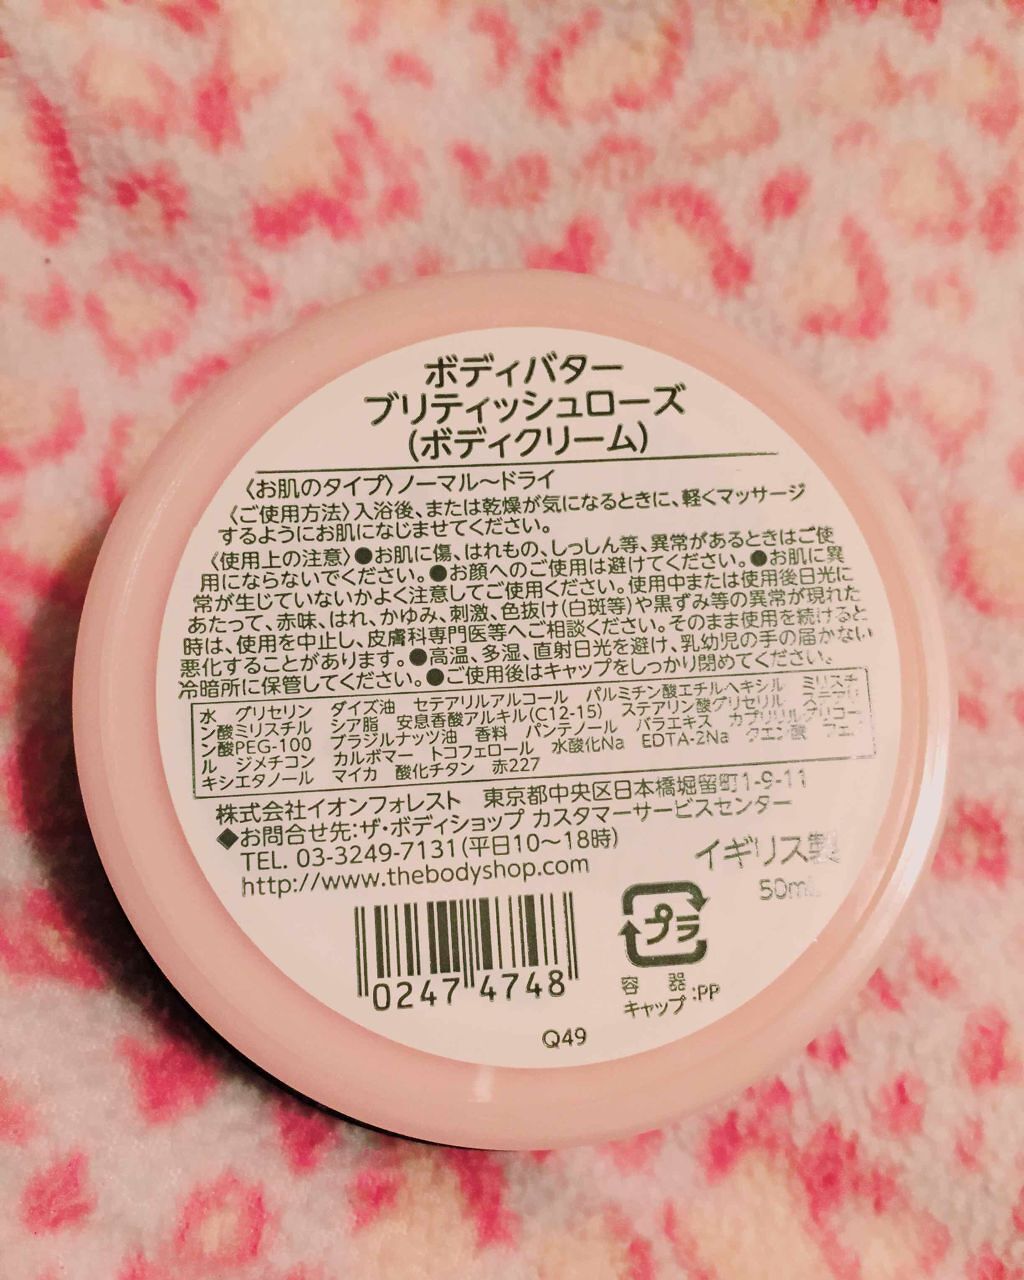 ボディバター
ブリティッシュローズ
(ボディクリーム)
〈お肌のタイプ〉ノーマル～ドライ
〈ご使用方法〉入浴後、または乾燥が気になるときに、軽くマッサージ
するようにお肌になじませてください。
〈使用上の注意〉●お肌に傷、はれもの、しっしん等、異常があるときはご使
用にならないでください。●お顔へのご使用は避けてください。●お肌に異
常が生じていないかよく注意してご使用ください。使用中または使用後日光に
あたって、赤味、はれ、かゆみ、刺激、色抜け(白斑等)や黒ずみ等の異常が現れた
時は、使用を中止し、皮膚科専門医等へご相談ください。そのまま使用を続けると
悪化することがあります。●高温、多湿、直射日光を避け、乳幼児の手の届かない
冷暗所に保管してください。●ご使用後はキャップをしっかり閉めてください。
水 グリセリン ダイズ油 セテアリルアルコール パルミチン酸エチルヘキシル ミリスチ
ン酸ミリスチル シア脂 安息香酸アルキル(C12-15) ステアリン酸グリセリル ステアリ
ン酸PEG-100 ブラジルナッツ油 香料 パンテノール バラエキス カプリリルグリコー
ル ジメチコン カルボマー トコフェロール 水酸化Na EDTA-2Na クエン酸 フェノ
キシエタノール マイカ 酸化チタン 赤227
株式会社イオンフォレスト 東京都中央区日本橋堀留町1-9-11
◆お問合せ先:ザ・ボディショップ カスタマーサービスセンター
TEL. 03-3249-7131(平日10～18時)
http://www.thebodyshop.com
イギリス製
50mL
0247 4748
プラ
容 器
キャップ :PP
Q49